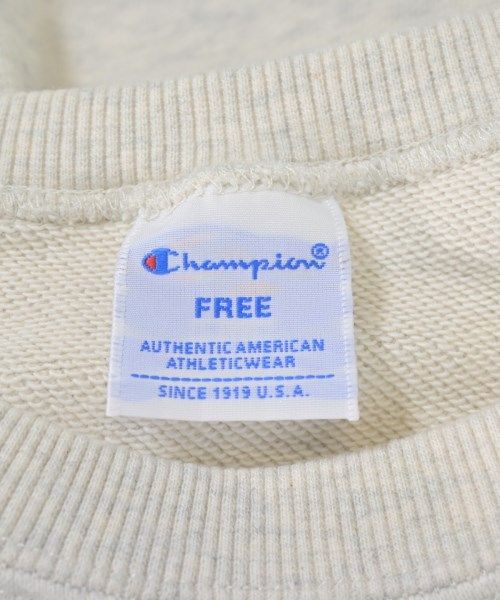 Champion®
FREE
AUTHENTIC AMERICAN
ATHLETICWEAR
SINCE 1919 U.S.A.